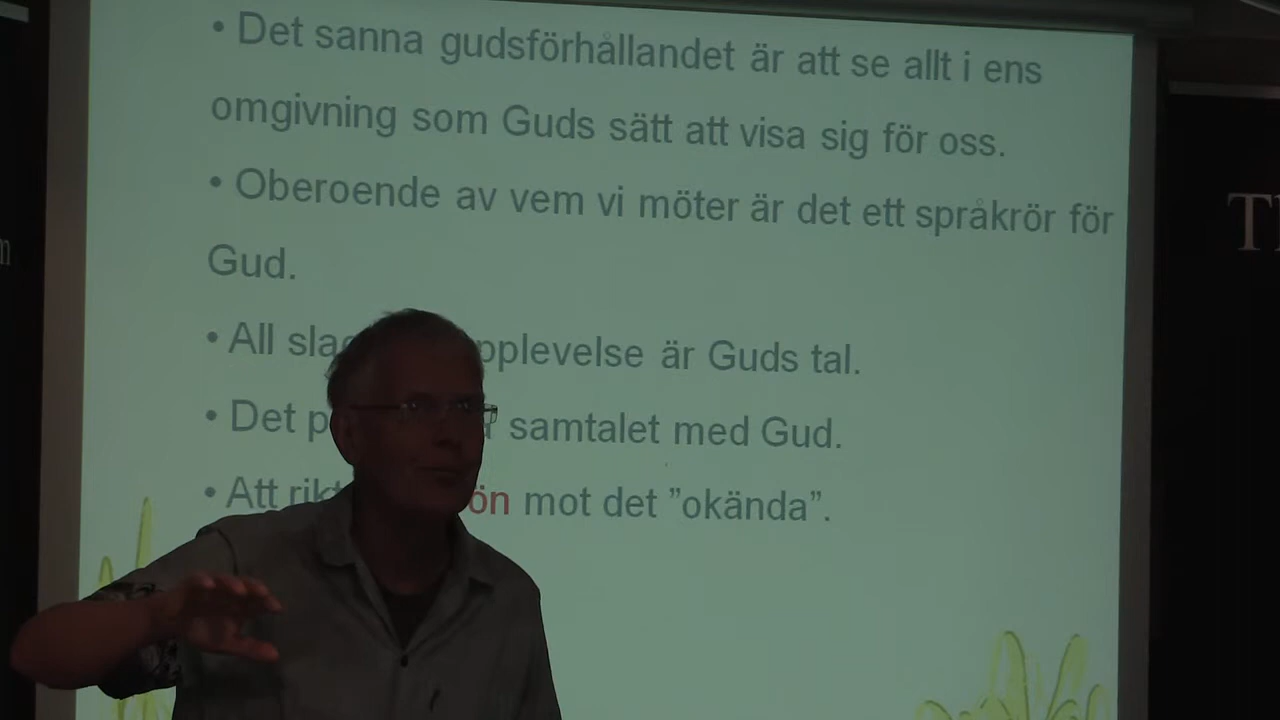 • Det sanna gudsförhållandet är att se allt i ens
omgivning som Guds sätt att visa sig för oss.
• Oberoende av vem vi möter är det ett språkrör för
Gud.
• All är Guds tal.
• Det samtalet med Gud.
• Att mot det ”okända”.